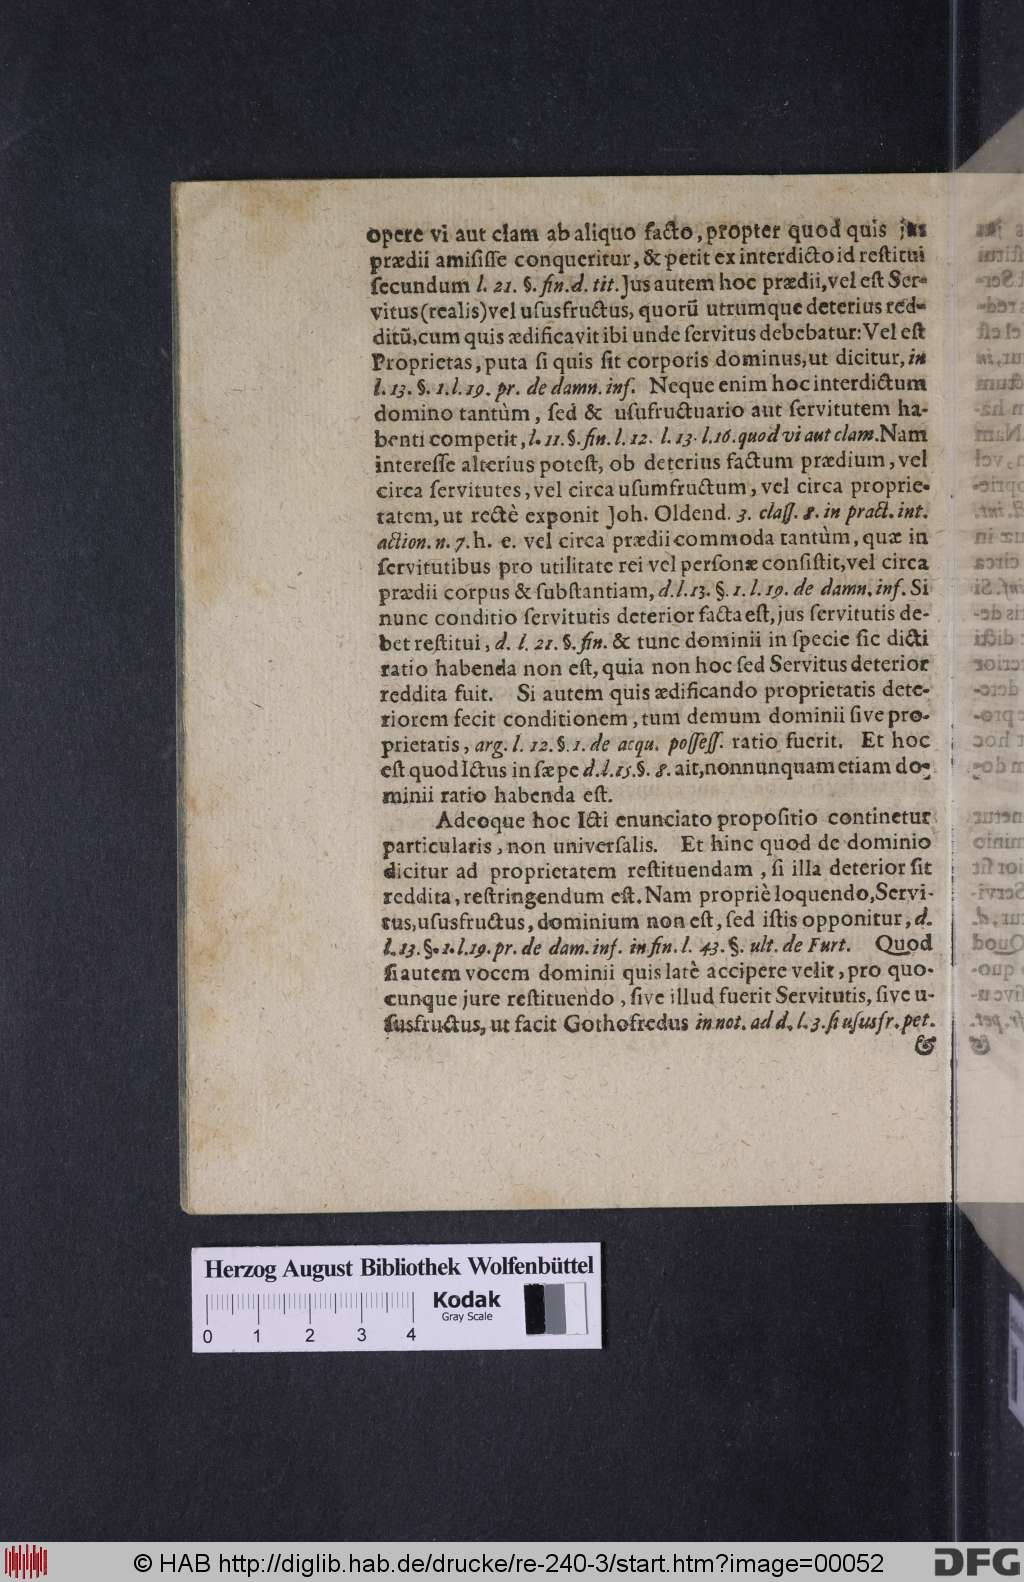 opere vi aut clam ab aliquo facto, propter quod quis jus
prædii amiſiſſe conqueritur, & petit ex interdicto id reſtitui
ſecundum l. 21. §. fin. d. tit. Jus autem hoc prædii, vel eſt Ser-
vitus (realis) vel uſusfructus, quorū utrumque deterius red-
ditū, cum quis ædificavit ibi unde ſervitus debebatur: Vel eſt
Proprietas, puta ſi quis ſit corporis dominus, ut dicitur, in
l. 13. §. 1. l. 19. pr. de damn. inf. Neque enim hoc interdictum
domino tantùm, ſed & uſufructuario aut ſervitutem ha-
benti competit, l. 11. §. fin. l. 12. l. 13. l. 16. quod vi aut clam. Nam
intereſſe alterius poteſt, ob deterius factum prædium, vel
circa ſervitutes, vel circa uſumfructum, vel circa proprie-
tatem, ut rectè exponit Joh. Oldend. 3. claſſ. 8. in pract. int.
action. n. 7. h. e. vel circa prædii commoda tantùm, quæ in
ſervitutibus pro utilitate rei vel perſonæ conſiſtit, vel circa
prædii corpus & ſubſtantiam, d. l. 13. §. 1. l. 19. de damn. inf. Si
nunc conditio ſervitutis deterior facta eſt, jus ſervitutis de-
bet reſtitui, d. l. 21. §. fin. & tunc dominii in ſpecie ſic dicti
ratio habenda non eſt, quia non hoc ſed Servitus deterior
reddita fuit. Si autem quis ædificando proprietatis dete-
riorem fecit conditionem, tum demum dominii ſive pro-
prietatis, arg. l. 12. §. 1. de acqu. poſſeſſ. ratio fuerit. Et hoc
eſt quod Ictus in ſæpe d. l. 15. §. 8. ait, nonnunquam etiam do-
minii ratio habenda eſt.
Adeoque hoc Icti enunciato propoſitio continetur
particularis, non univerſalis. Et hinc quod de dominio
dicitur ad proprietatem reſtituendam, ſi illa deterior ſit
reddita, reſtringendum eſt. Nam propriè loquendo, Servi-
tus, uſusfructus, dominium non eſt, ſed iſtis opponitur, d.
l. 13. §. 1. l. 19. pr. de dam. inf. in fin. l. 43. §. ult. de Furt. Quod
ſi autem vocem dominii quis latè accipere velit, pro quo-
cunque jure reſtituendo, ſive illud fuerit Servitutis, ſive u-
ſusfructus, ut facit Gothofredus in not. ad d. l. 3. ſi uſusfr. pet.
&
Herzog August Bibliothek Wolfenbüttel
Kodak
Gray Scale
0 1 2 3 4
© HAB http://diglib.hab.de/drucke/re-240-3/start.htm?image=00052
DFG